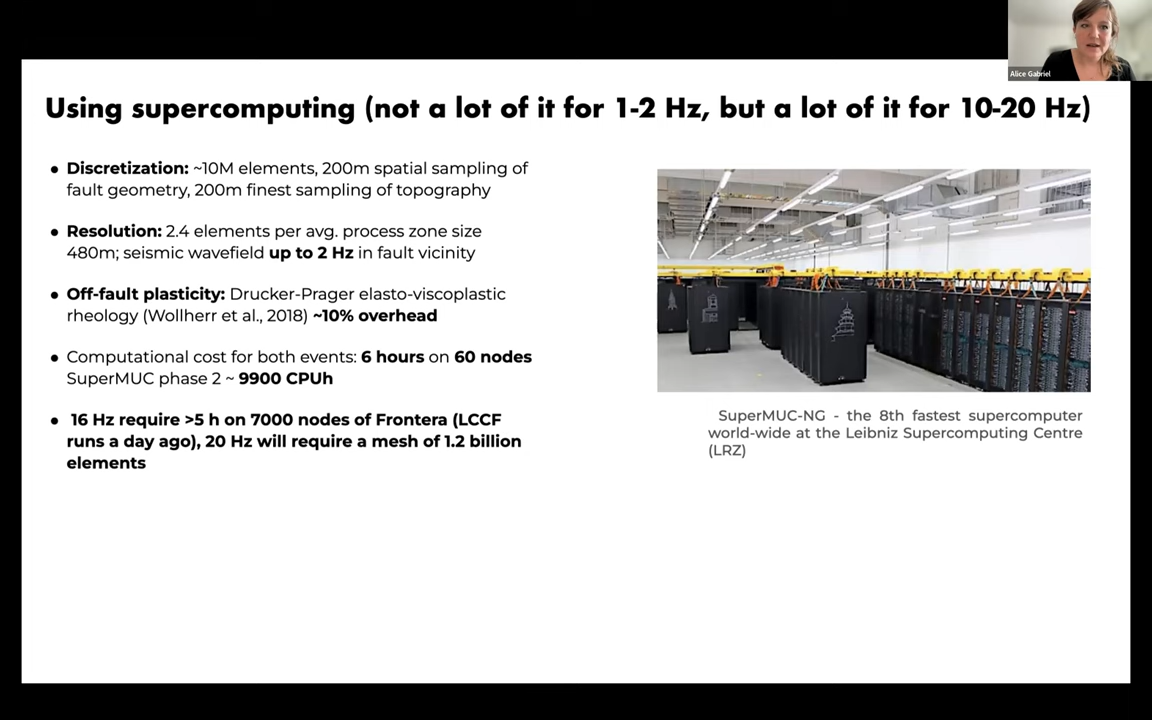 Alice Gabriel
Using supercomputing (not a lot of it for 1-2 Hz, but a lot of it for 10-20 Hz)
● Discretization: ~10M elements, 200m spatial sampling of
fault geometry, 200m finest sampling of topography
● Resolution: 2.4 elements per avg. process zone size
480m; seismic wavefield up to 2 Hz in fault vicinity
● Off-fault plasticity: Drucker-Prager elasto-viscoplastic
rheology (Wollherr et al., 2018) ~10% overhead
● Computational cost for both events: 6 hours on 60 nodes
SuperMUC phase 2 ~ 9900 CPUh
● 16 Hz require >5 h on 7000 nodes of Frontera (LCCF
runs a day ago), 20 Hz will require a mesh of 1.2 billion
elements
SuperMUC-NG - the 8th fastest supercomputer
world-wide at the Leibniz Supercomputing Centre
(LRZ)